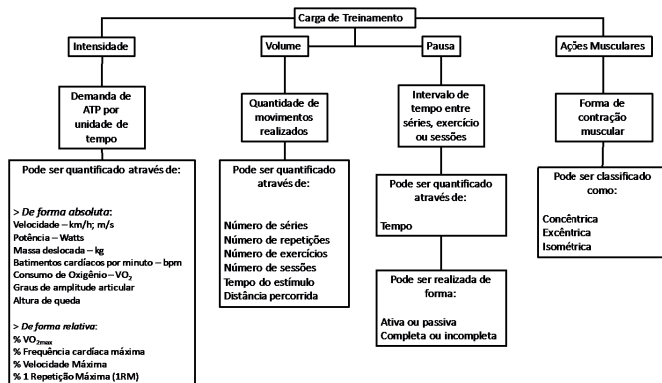 Carga de Treinamento
Intensidade
Volume
Pausa
Ações Musculares
Demanda de
ATP por
unidade de
tempo
Quantidade de
movimentos
realizados
Intervalo de
tempo entre
séries, exercício
ou sessões
Forma de
contração
muscular
Pode ser quantificado através de:
> De forma absoluta:
Velocidade – km/h; m/s
Potência – Watts
Massa deslocada – kg
Batimentos cardíacos por minuto – bpm
Consumo de Oxigênio – VO₂
Graus de amplitude articular
Altura de queda
> De forma relativa:
% VO₂max
% Frequência cardíaca máxima
% Velocidade Máxima
% 1 Repetição Máxima (1RM)
Pode ser quantificado
através de:
Número de séries
Número de repetições
Número de exercícios
Número de sessões
Tempo do estímulo
Distância percorrida
Pode ser quantificado
através de:
Tempo
Pode ser realizada de
forma:
Ativa ou passiva
Completa ou incompleta
Pode ser classificado
como:
Concêntrica
Excêntrica
Isométrica